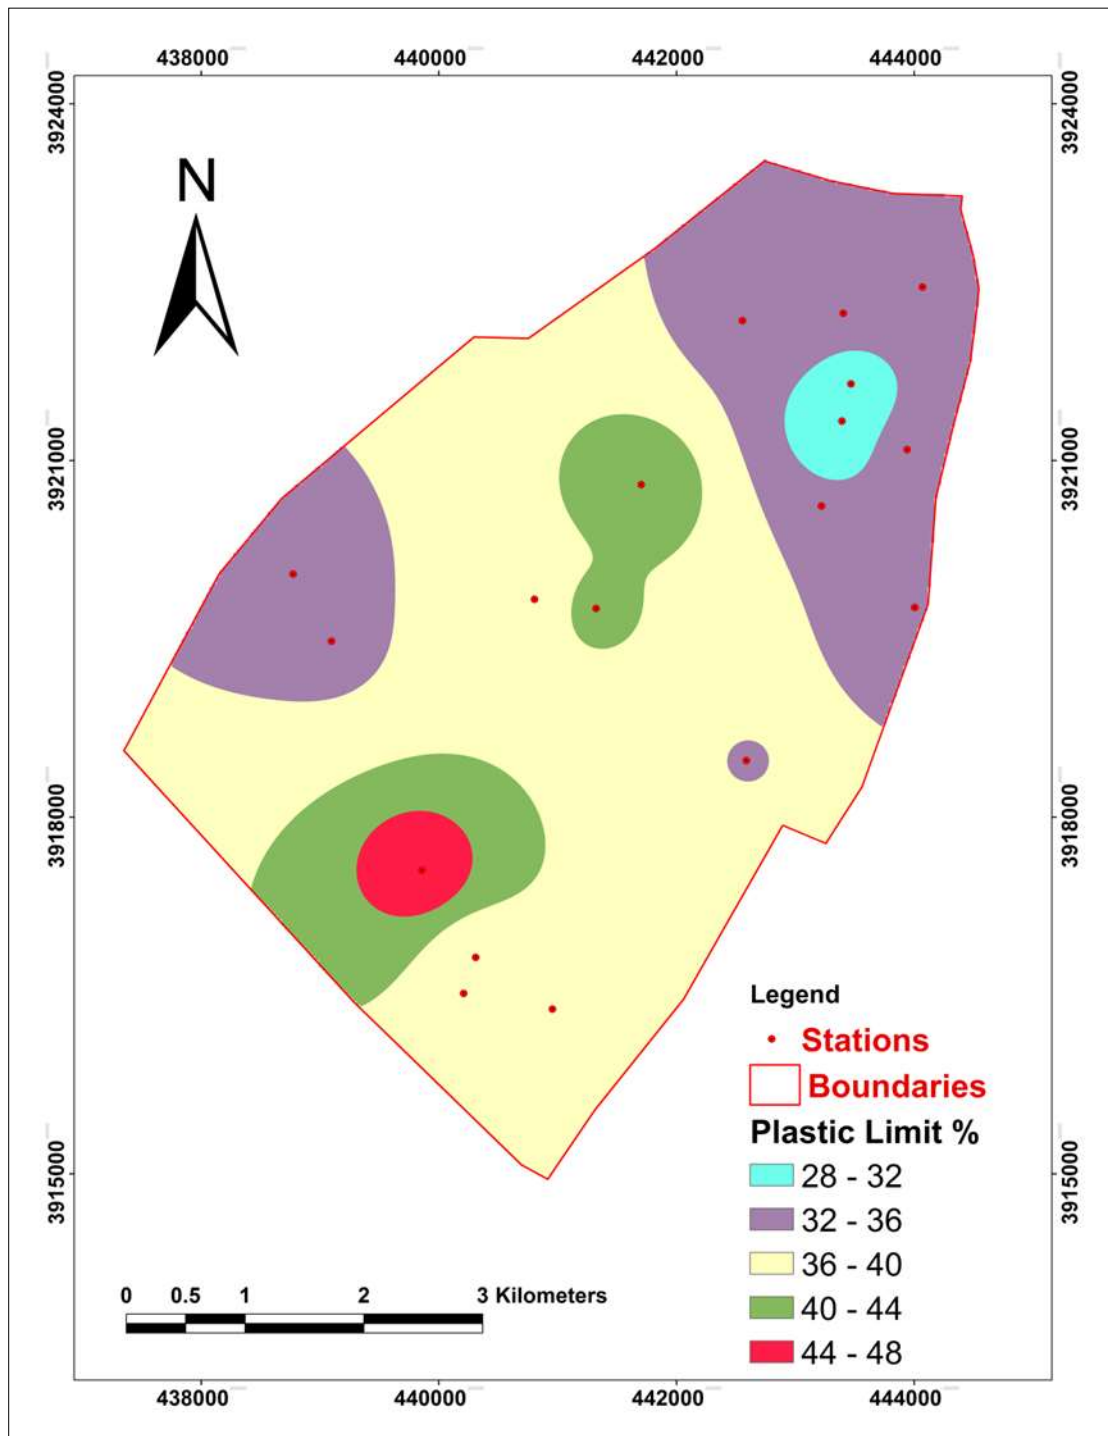 438000 440000 442000 444000
3924000 3924000
N
3921000 3921000
3918000 3918000
Legend
Stations
Boundaries
Plastic Limit %
3915000 3915000
28 - 32
32 - 36
36 - 40
0 0.5 1 2 3 Kilometers
40 - 44
44 - 48
438000 440000 442000 444000